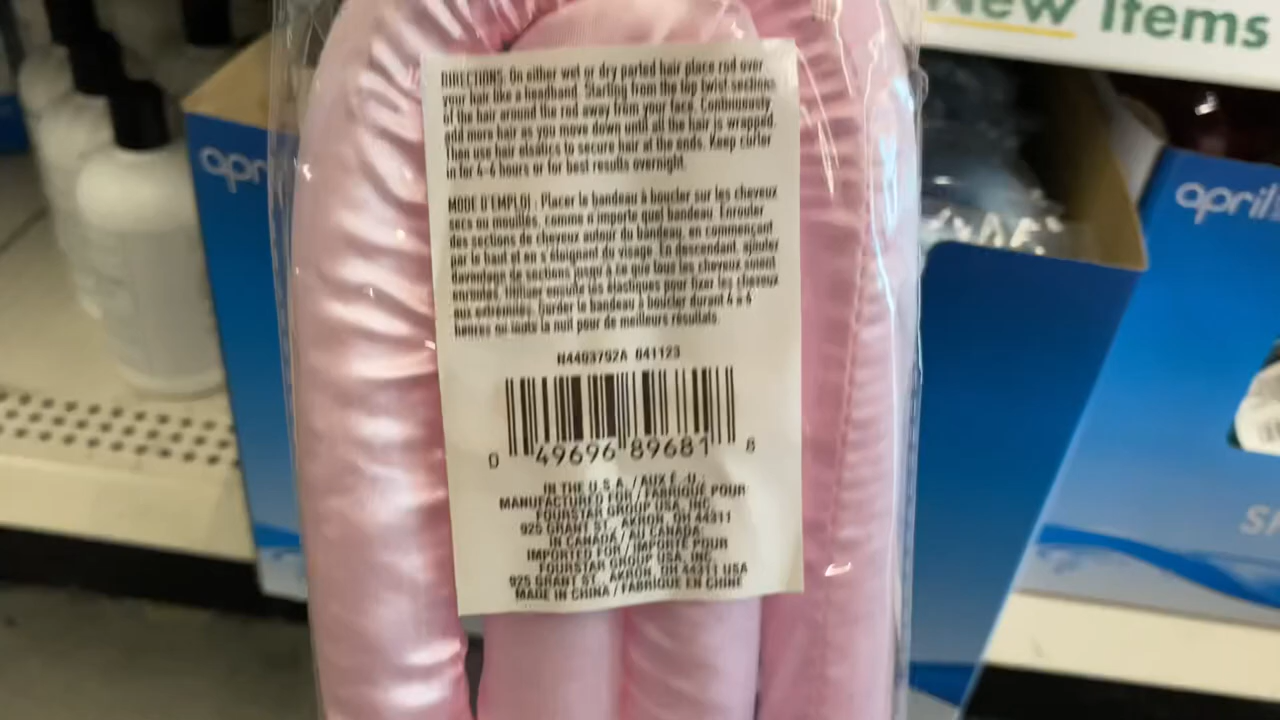 New Items
april
april
DIRECTIONS: On either wet or dry parted hair place rod over
your hair like a headband. Starting from the top twist section
of the hair around the rod away from your face. Continuously
add more hair as you move down until all the hair is wrapped.
Then use hair elastics to secure hair at the ends. Keep curler
in for 4-6 hours or for best results overnight.
MODE D'EMPLOI : Placer le bandeau à boucler sur les cheveux
secs ou mouillés, comme n'importe quel bandeau. Enrouler
des sections de cheveux autour du bandeau, en commençant
par le haut et en s'éloignant du visage. En descendant, ajouter
davantage de sections jusqu'à ce que tous les cheveux soient
enroulés. Utiliser ensuite les élastiques pour fixer les cheveux
aux extrémités. Garder le bandeau à boucler durant 4 à 6
heures ou toute la nuit pour de meilleurs résultats.
N4403792A 041123
0 49696 89681 8
IN THE U.S.A. / AUX É.-U.:
MANUFACTURED FOR / FABRIQUÉ POUR
FOURSTAR GROUP USA, INC.
925 GRANT ST., AKRON, OH 44311
IN CANADA / AU CANADA:
IMPORTED FOR / IMPORTÉ POUR
FOURSTAR GROUP USA, INC.
925 GRANT ST., AKRON, OH 44311 USA
MADE IN CHINA / FABRIQUÉ EN CHINE